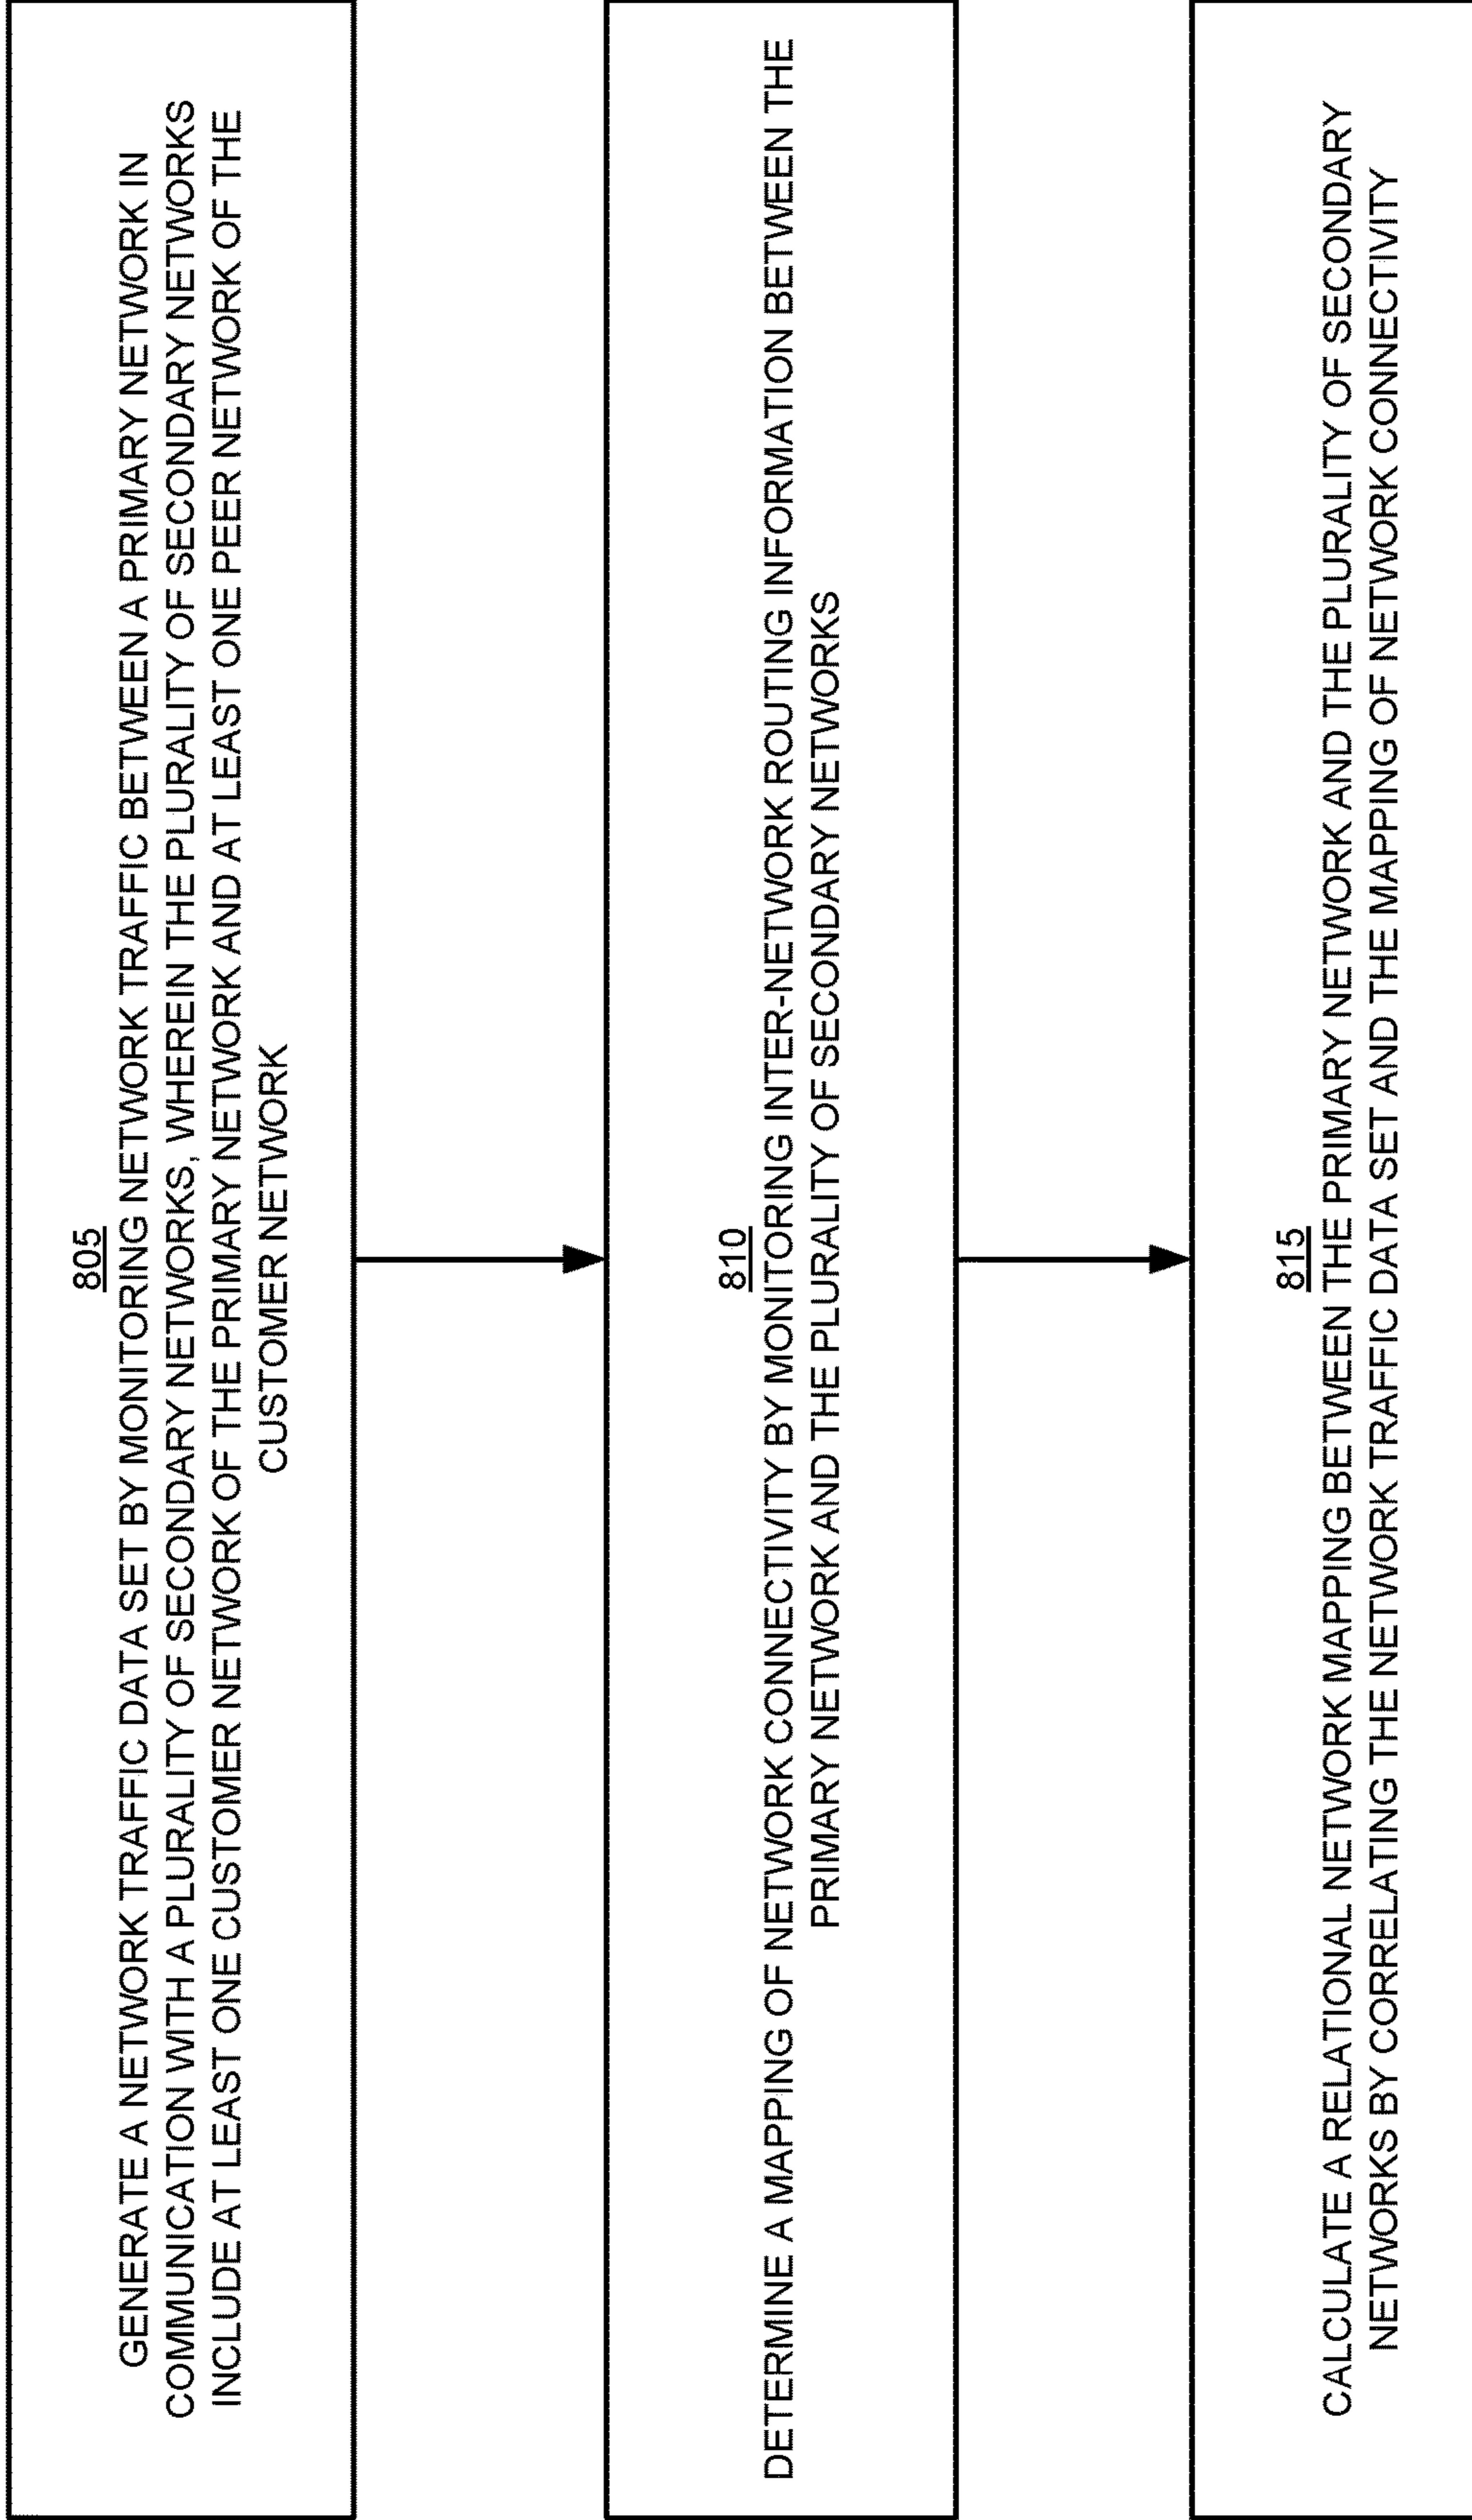 805
GENERATE A NETWORK TRAFFIC DATA SET BY MONITORING NETWORK TRAFFIC BETWEEN A PRIMARY NETWORK IN
COMMUNICATION WITH A PLURALITY OF SECONDARY NETWORKS, WHEREIN THE PLURALITY OF SECONDARY NETWORKS
INCLUDE AT LEAST ONE CUSTOMER NETWORK OF THE PRIMARY NETWORK AND AT LEAST ONE PEER NETWORK OF THE
CUSTOMER NETWORK
810
DETERMINE A MAPPING OF NETWORK CONNECTIVITY BY MONITORING INTER-NETWORK ROUTING INFORMATION BETWEEN THE
PRIMARY NETWORK AND THE PLURALITY OF SECONDARY NETWORKS
815
CALCULATE A RELATIONAL NETWORK MAPPING BETWEEN THE PRIMARY NETWORK AND THE PLURALITY OF SECONDARY
NETWORKS BY CORRELATING THE NETWORK TRAFFIC DATA SET AND THE MAPPING OF NETWORK CONNECTIVITY